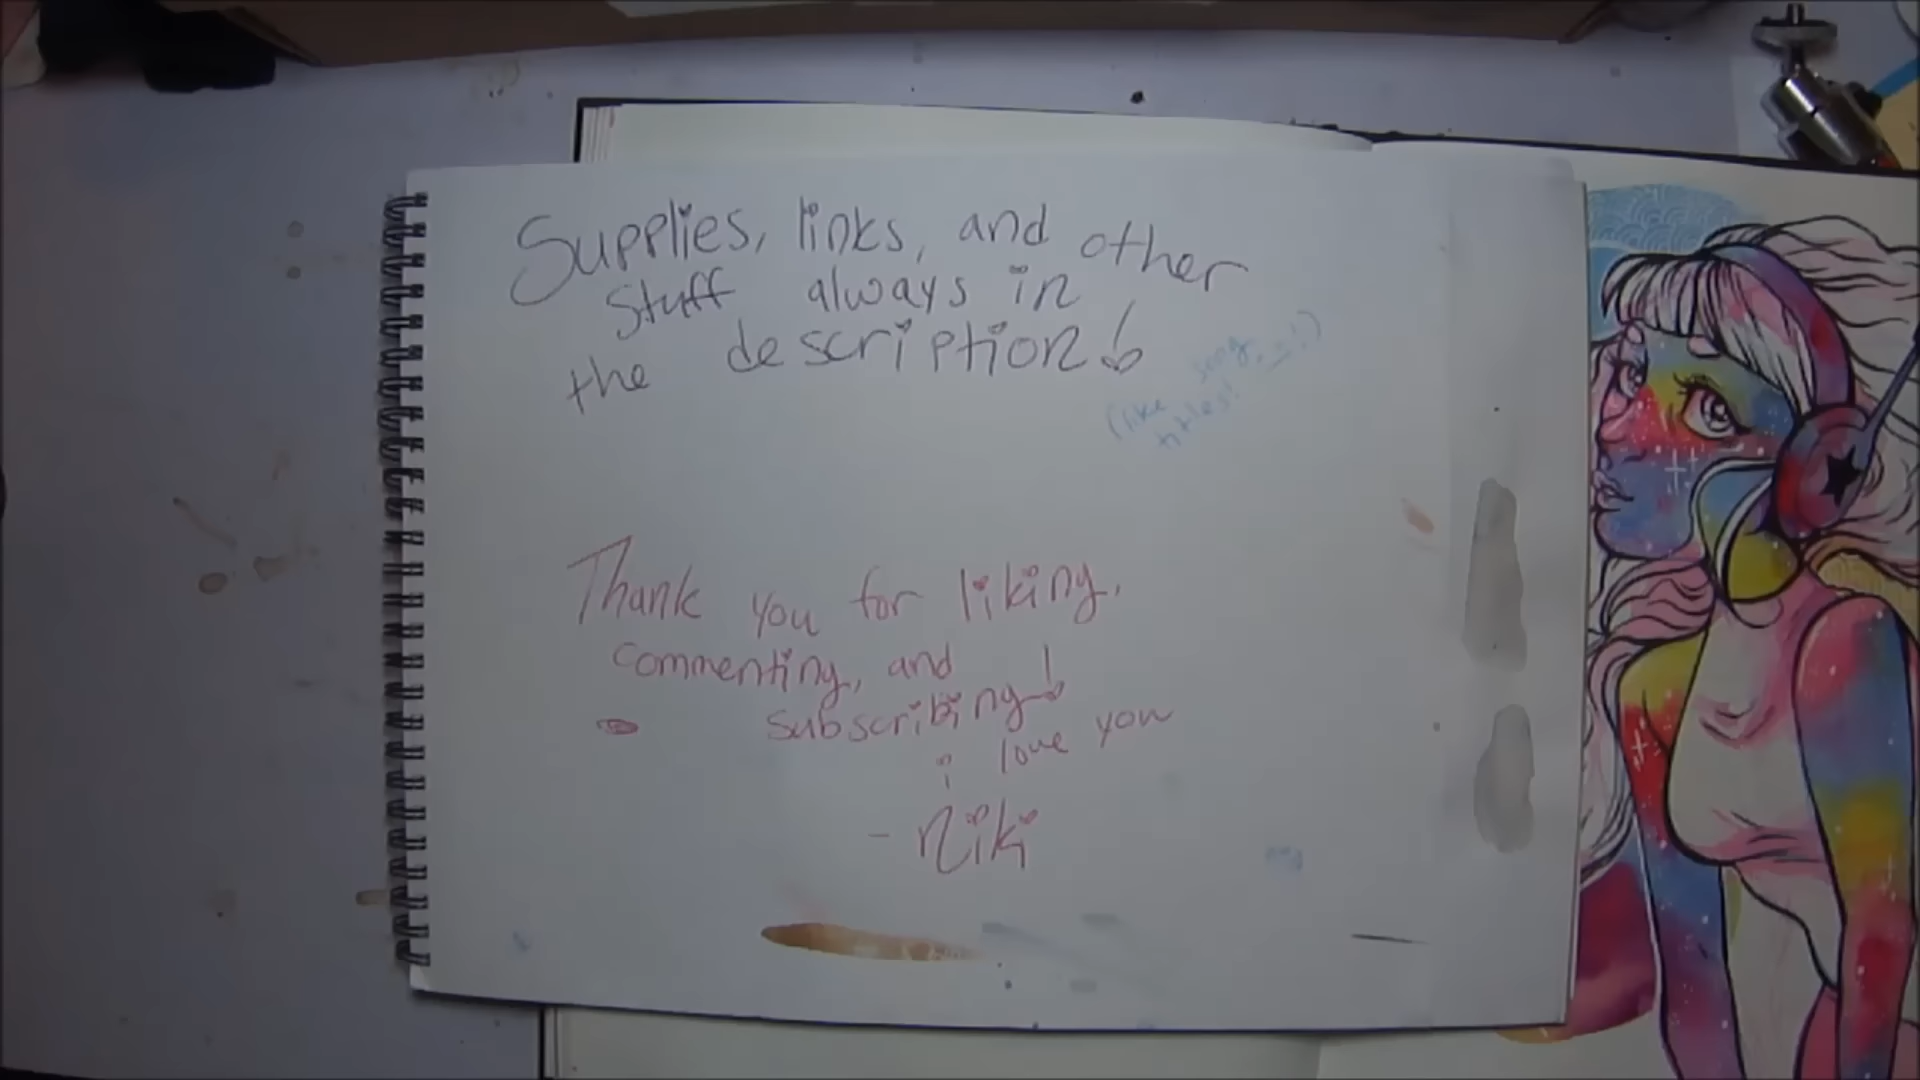 Supplies, links, and other
stuff always in
the description!
(like song
titles! =:)
Thank you for liking,
commenting, and
subscribing!
i love you
- niki